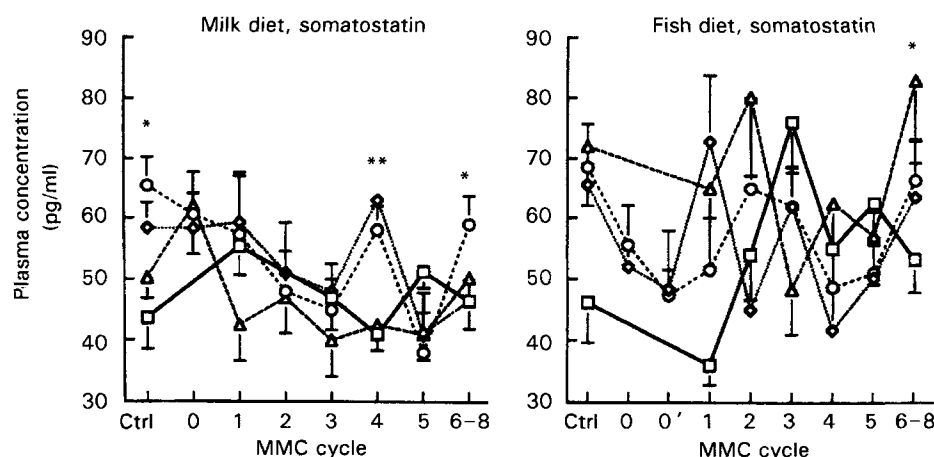 Milk diet, somatostatin
Fish diet, somatostatin
Plasma concentration
(pg/ml)
90
80
70
60
50
40
30
*
**
*
Ctrl 0 1 2 3 4 5 6–8
MMC cycle
90
80
70
60
50
40
30
*
Ctrl 0 0′ 1 2 3 4 5 6–8
MMC cycle